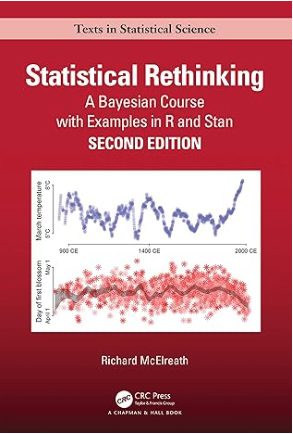 Texts in Statistical Science
Statistical Rethinking
A Bayesian Course
with Examples in R and Stan
SECOND EDITION
March temperature
8°C
5°C
900 CE
1400 CE
2000 CE
Day of first blossom
May 1
April 1
Richard McElreath
CRC
CRC Press
Taylor & Francis Group
A CHAPMAN & HALL BOOK